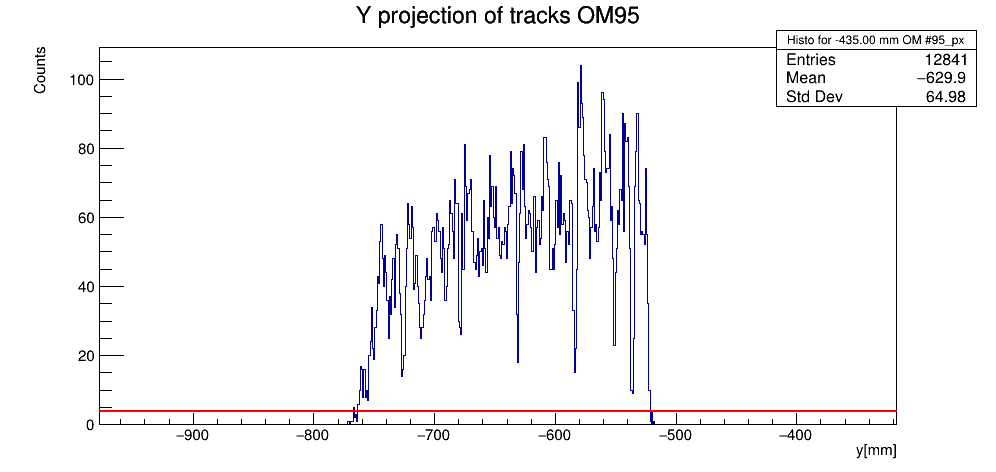 Y projection of tracks OM95
Histo for -435.00 mm OM #95_px
Entries 12841
Mean −629.9
Std Dev 64.98
Counts
100
80
60
40
20
0
−900 −800 −700 −600 −500 −400
y[mm]